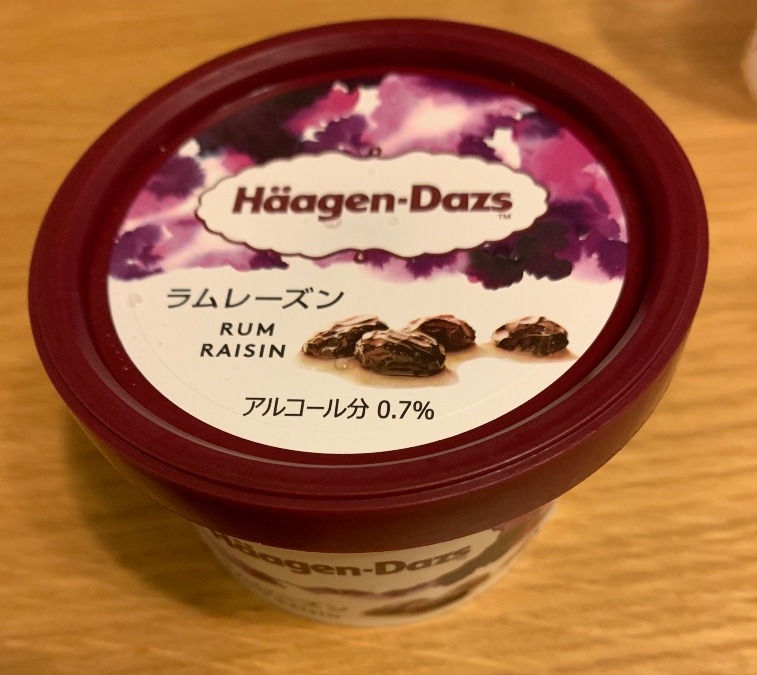 Häagen-Dazs™
ラムレーズン
RUM
RAISIN
アルコール分 0.7%
Häagen-Dazs